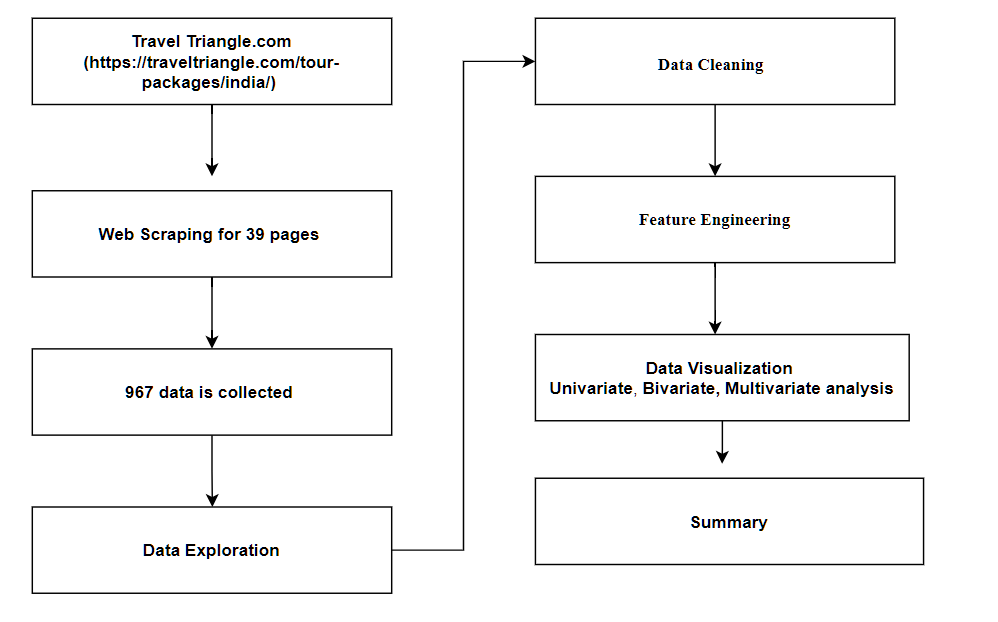 Travel Triangle.com
(https://traveltriangle.com/tour-
packages/india/)
Web Scraping for 39 pages
967 data is collected
Data Exploration
Data Cleaning
Feature Engineering
Data Visualization
Univariate, Bivariate, Multivariate analysis
Summary